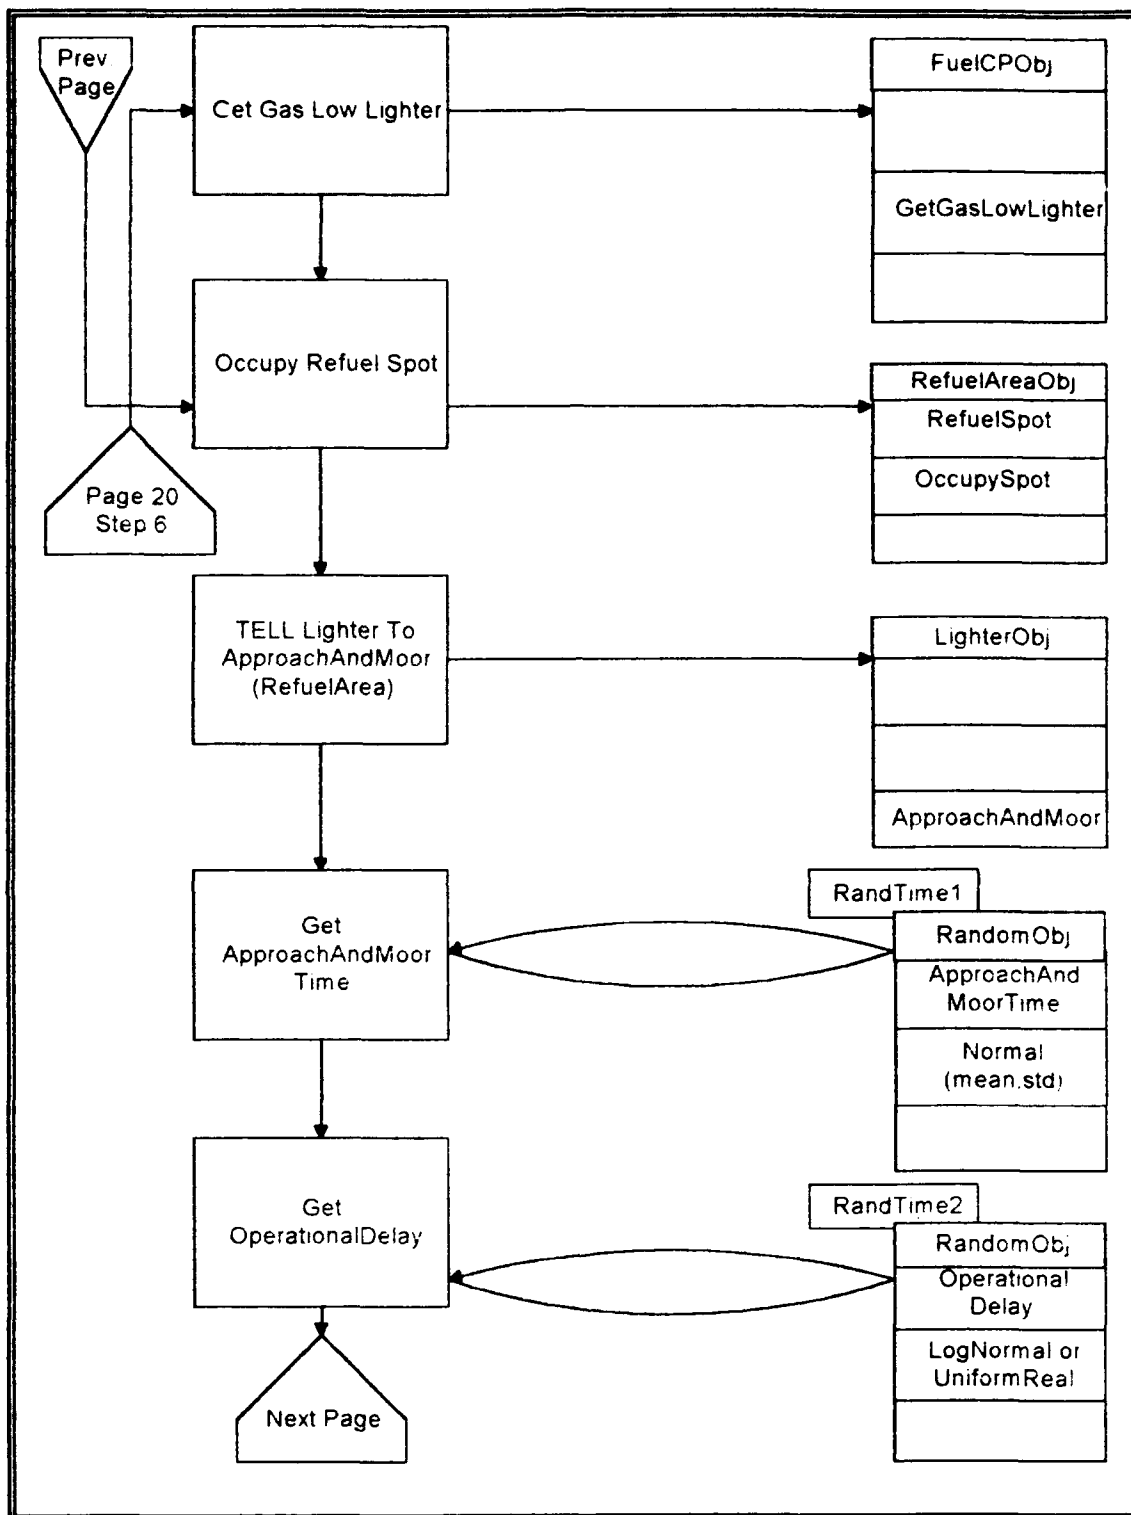 Prev
Page
Cet Gas Low Lighter
FuelCPObj
GetGasLowLighter
Occupy Refuel Spot
RefuelAreaObj
RefuelSpot
OccupySpot
Page 20
Step 6
TELL Lighter To
ApproachAndMoor
(RefuelArea)
LighterObj
ApproachAndMoor
Get
ApproachAndMoor
Time
RandTime1
RandomObj
ApproachAnd
MoorTime
Normal
(mean.std)
Get
OperationalDelay
RandTime2
RandomObj
Operational
Delay
LogNormal or
UniformReal
Next Page